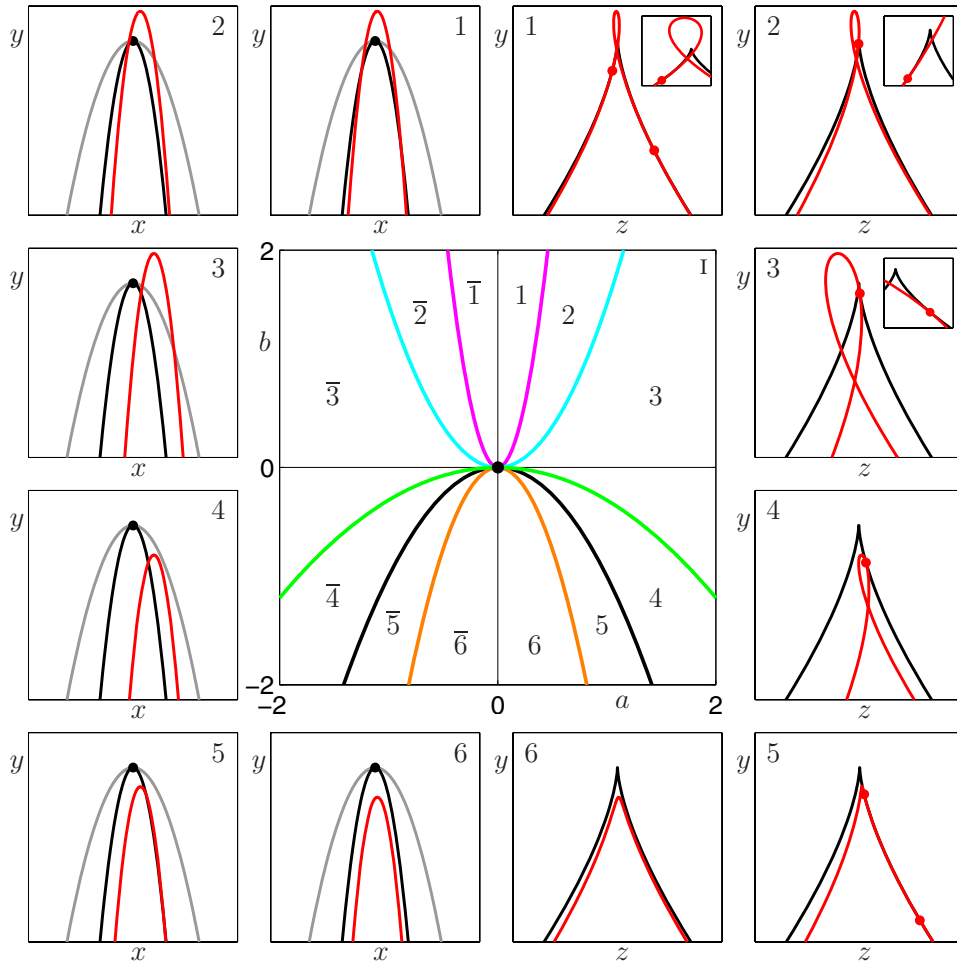 y 2 x
y 1 x
y 1 z
y 2 z
y 3 x
2 0 −2 b
−2 0 2 a
I
2̅ 1̅ 1 2
3̅ 3
4̅ 5̅ 6̅ 6 5 4
y 3 z
y 4 x
y 4 z
y 5 x
y 6 x
y 6 z
y 5 z